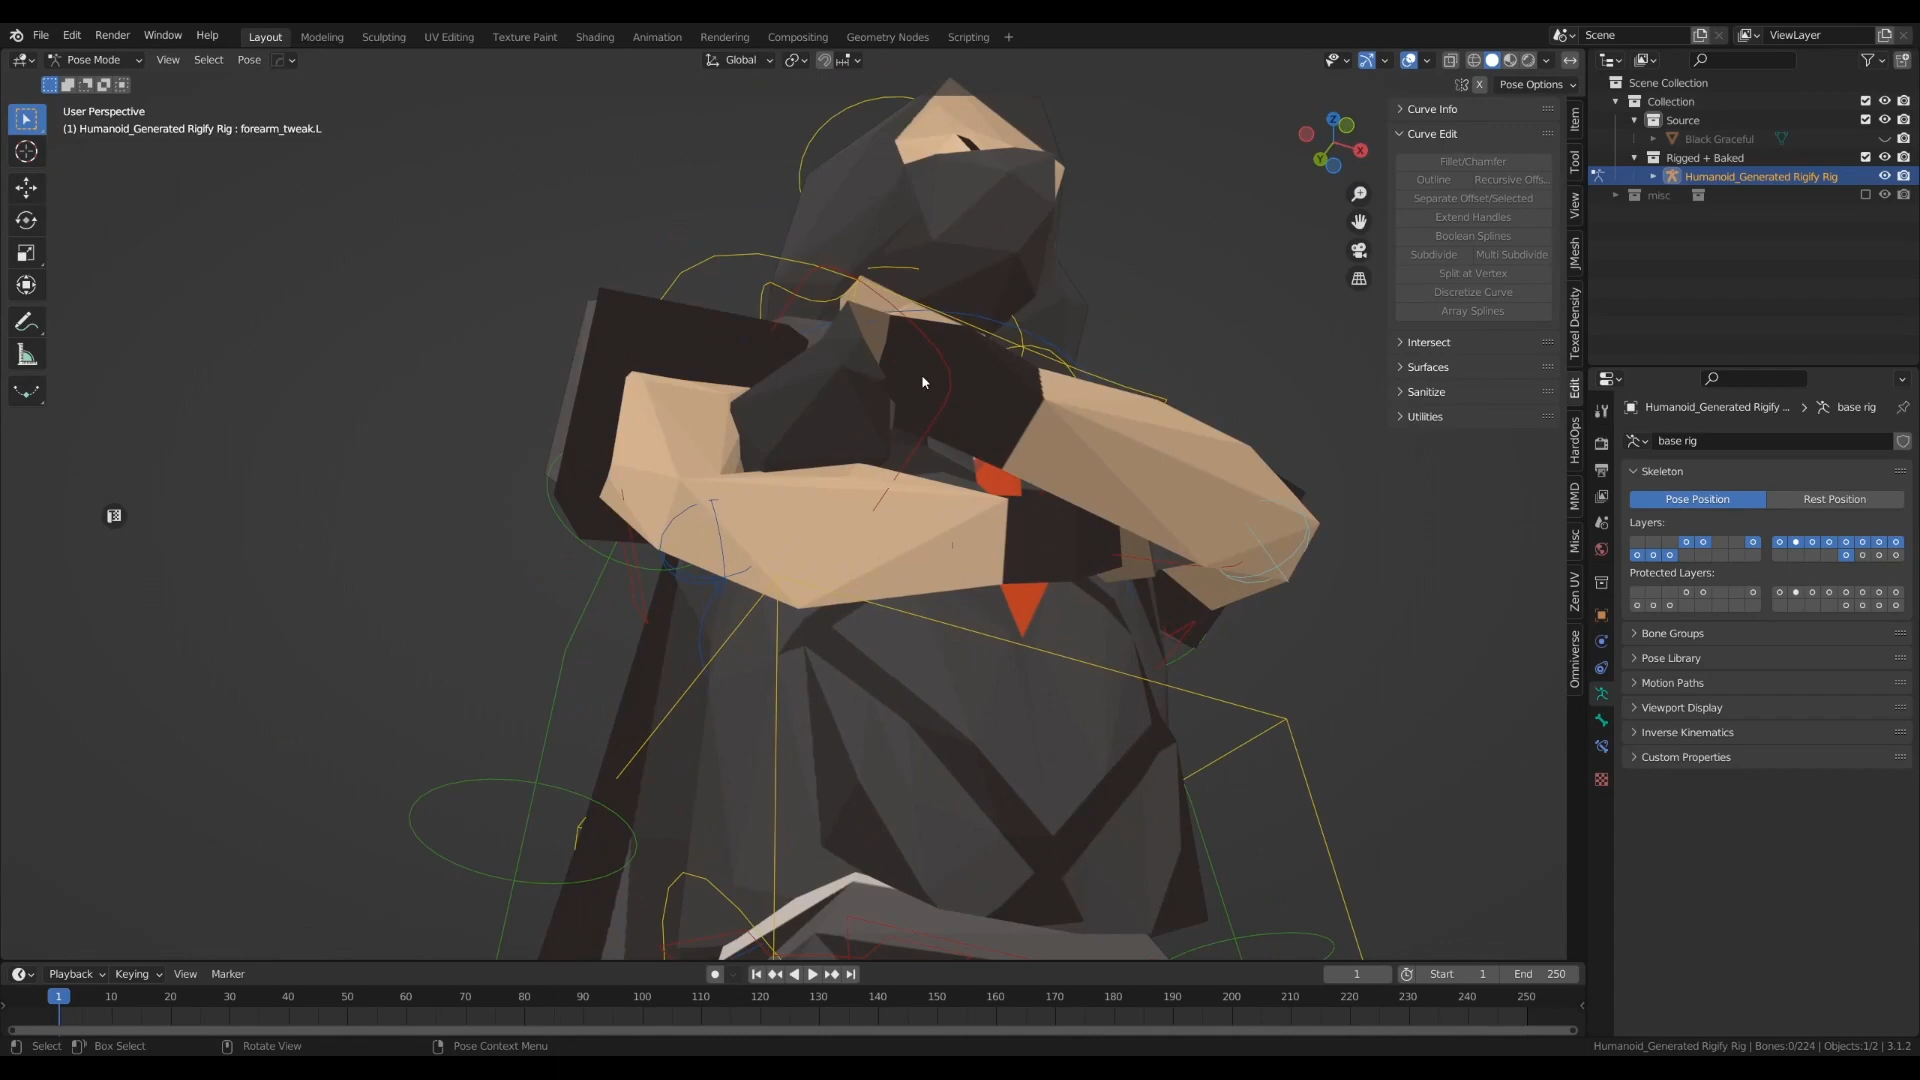 File Edit Render Window Help Layout Modeling Sculpting UV Editing Texture Paint Shading Animation Rendering Compositing Geometry Nodes Scripting + Scene ViewLayer
Pose Mode View Select Pose Global
X Pose Options
User Perspective
(1) Humanoid_Generated Rigify Rig : forearm_tweak.L
Z
X
Y
Curve Info
Curve Edit
Fillet/Chamfer
Outline Recursive Offs...
Separate Offset/Selected
Extend Handles
Boolean Splines
Subdivide Multi Subdivide
Split at Vertex
Discretize Curve
Array Splines
Intersect
Surfaces
Sanitize
Utilities
Item
Tool
View
JMesh
Texel Density
Edit
HardOps
MMD
Misc
Zen UV
Omniverse
Scene Collection
Collection
Source
Black Graceful
Rigged + Baked
Humanoid_Generated Rigify Rig
misc
Humanoid_Generated Rigify ... base rig
base rig
Skeleton
Pose Position Rest Position
Layers:
Protected Layers:
Bone Groups
Pose Library
Motion Paths
Viewport Display
Inverse Kinematics
Custom Properties
Playback Keying View Marker 1 Start 1 End 250
1 10 20 30 40 50 60 70 80 90 100 110 120 130 140 150 160 170 180 190 200 210 220 230 240 250
Select Box Select Rotate View Pose Context Menu Humanoid_Generated Rigify Rig | Bones:0/224 | Objects:1/2 | 3.1.2